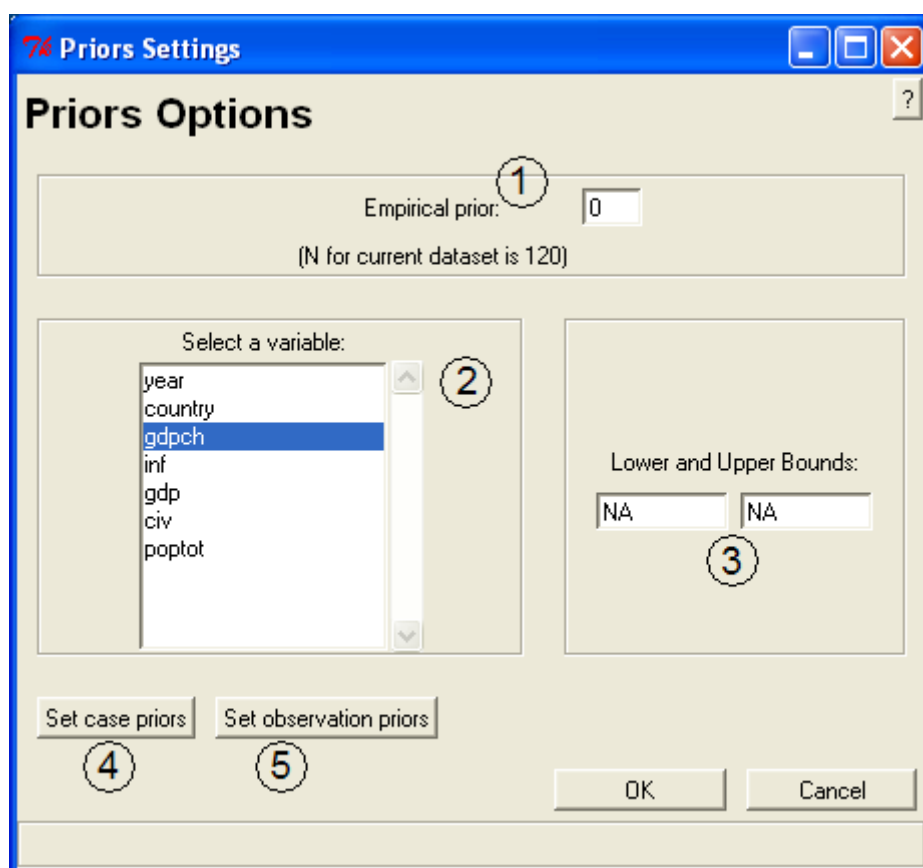 Priors Settings
Priors Options
?
1
Empirical prior: 0
(N for current dataset is 120)
Select a variable:
2
year
country
gdpch
inf
gdp
civ
poptot
Lower and Upper Bounds:
NA NA
3
Set case priors Set observation priors
4 5
OK Cancel